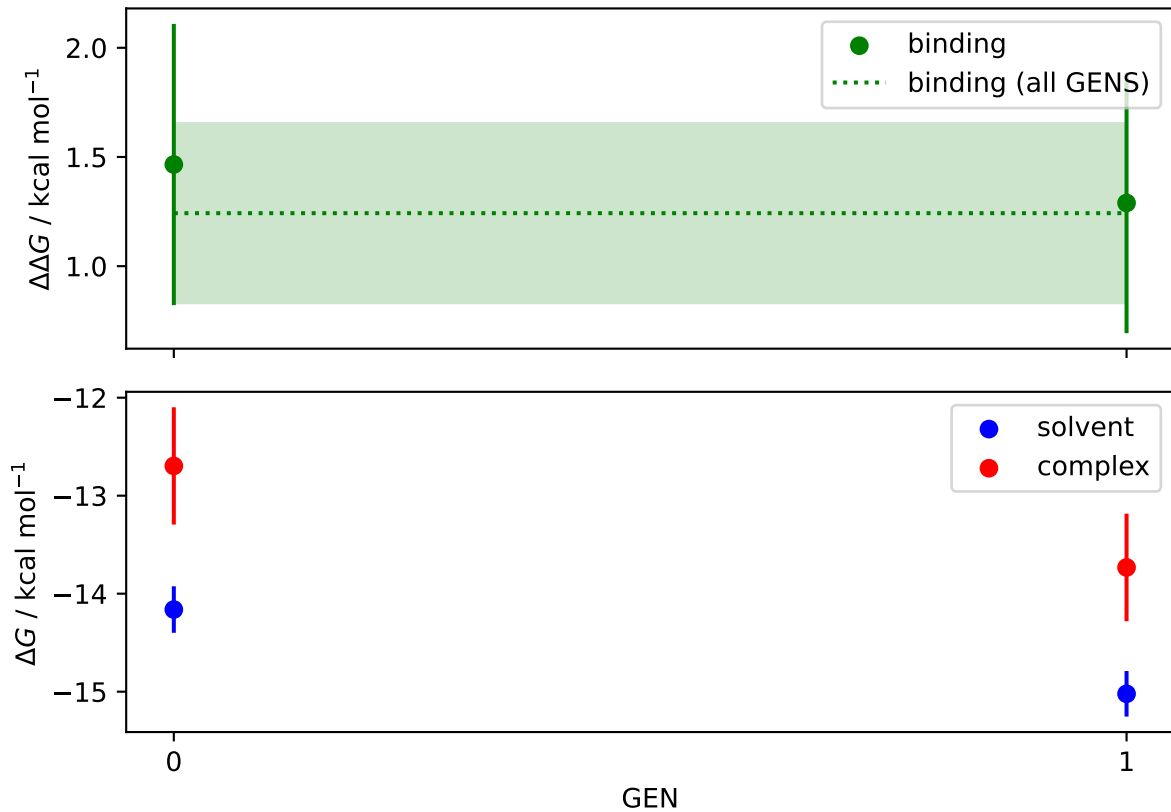 2.0
1.5
1.0
ΔΔG / kcal mol⁻¹
binding
binding (all GENS)
−12
−13
−14
−15
ΔG / kcal mol⁻¹
solvent
complex
0
1
GEN